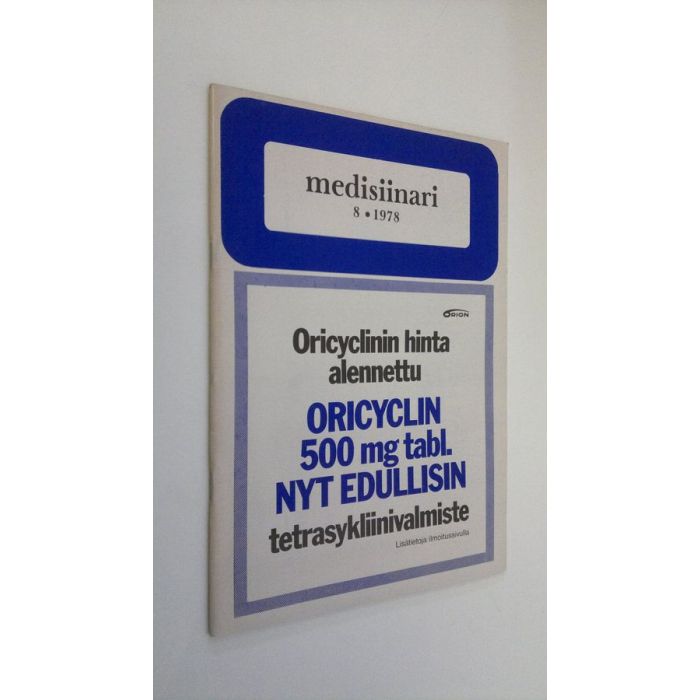 medisiinari
8 • 1978
ORION
Oricyclinin hinta
alennettu
ORICYCLIN
500 mg tabl.
NYT EDULLISIN
tetrasykliinivalmiste
Lisätietoja ilmoitussivulla